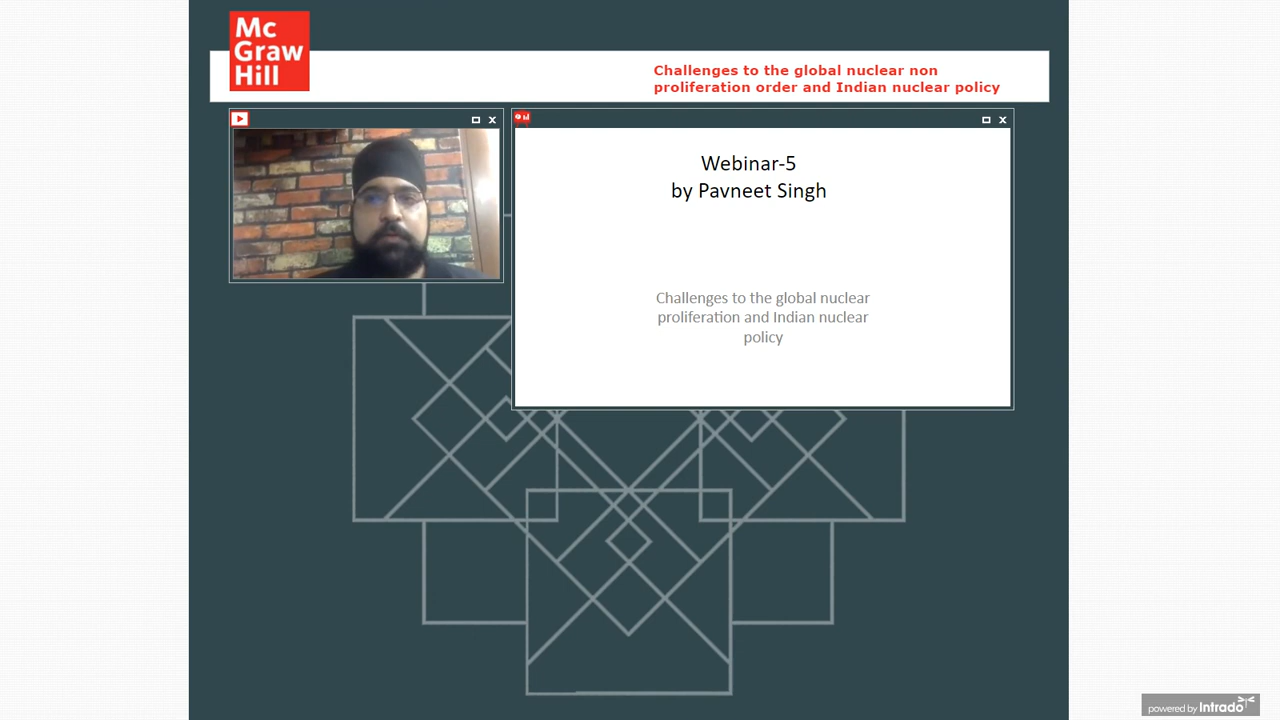 Mc
Graw
Hill
Challenges to the global nuclear non
proliferation order and Indian nuclear policy
Webinar-5
by Pavneet Singh
Challenges to the global nuclear
proliferation and Indian nuclear
policy
powered by Intrado